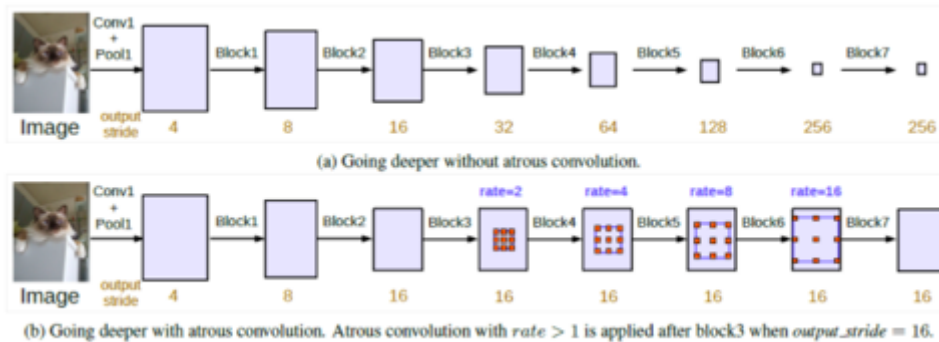 Conv1
+
Pool1
Block1
Block2
Block3
Block4
Block5
Block6
Block7
Image
output
stride
4
8
16
32
64
128
256
256
(a) Going deeper without atrous convolution.
rate=2
rate=4
rate=8
rate=16
Conv1
+
Pool1
Block1
Block2
Block3
Block4
Block5
Block6
Block7
Image
output
stride
4
8
16
16
16
16
16
16
(b) Going deeper with atrous convolution. Atrous convolution with rate > 1 is applied after block3 when output_stride = 16.